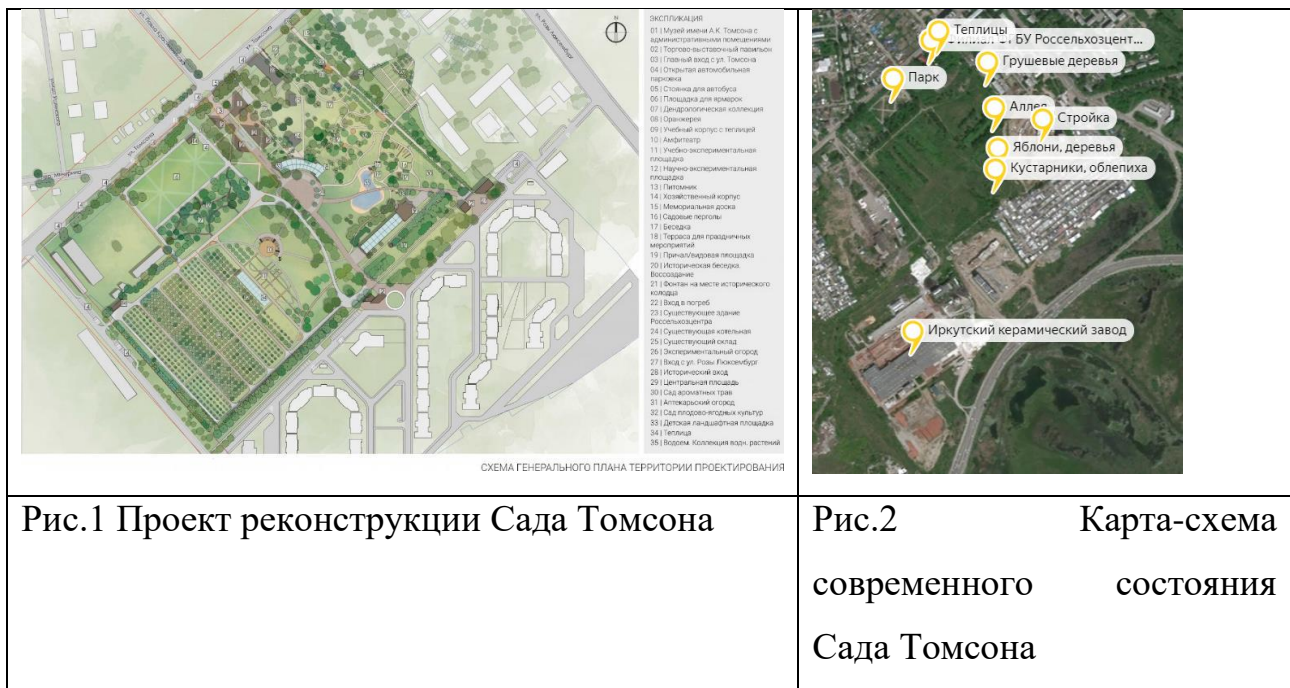 ЭКСПЛИКАЦИЯ
01 | Музей имени А.К. Томсона с
административными помещениями
02 | Торгово-выставочный павильон
03 | Главный вход с ул. Томсона
04 | Открытая автомобильная
парковка
05 | Стоянка для автобуса
06 | Площадка для ярмарок
07 | Дендрологическая коллекция
08 | Оранжерея
09 | Учебный корпус с теплицей
10 | Амфитеатр
11 | Учебно-экспериментальная
площадка
12 | Научно-экспериментальная
площадка
13 | Питомник
14 | Хозяйственный корпус
15 | Мемориальная доска
16 | Садовые перголы
17 | Беседка
18 | Терраса для праздничных
мероприятий
19 | Причал/видовая площадка
20 | Историческая беседка.
Воссоздание
21 | Фонтан на месте исторического
колодца
22 | Вход в погреб
23 | Существующее здание
Россельхозцентра
24 | Существующая котельная
25 | Существующий склад
26 | Экспериментальный огород
27 | Вход с ул. Розы Люксембург
28 | Исторический вход
29 | Центральная площадь
30 | Сад ароматных трав
31 | Аптекарский огород
32 | Сад плодово-ягодных культур
33 | Детская ландшафтная площадка
34 | Теплица
35 | Водоем. Коллекция водн. растений
ул. Розы Люксембург
ул. Томсона
ул. Томсона
СХЕМА ГЕНЕРАЛЬНОГО ПЛАНА ТЕРРИТОРИИ ПРОЕКТИРОВАНИЯ
Теплицы
БУ Россельхозцент...
Грушевые деревья
Парк
Аллея
Стройка
Яблони, деревья
Кустарники, облепиха
Иркутский керамический завод
Рис.1 Проект реконструкции Сада Томсона
Рис.2 Карта-схема
современного состояния
Сада Томсона